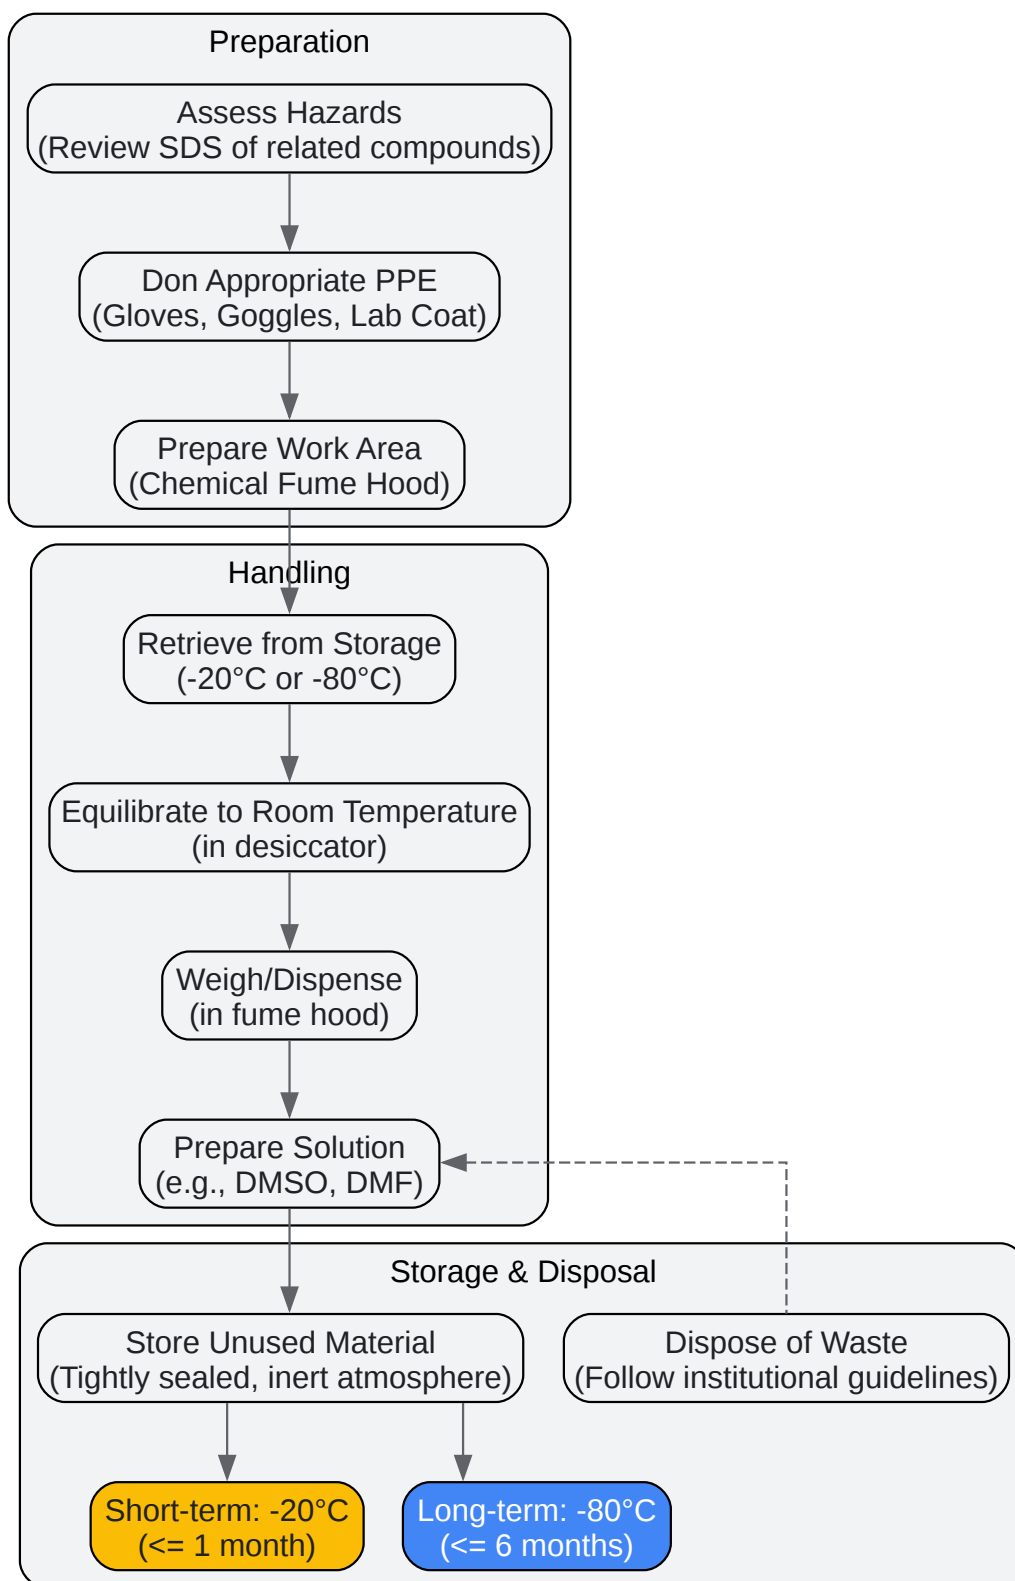 Preparation
Assess Hazards
(Review SDS of related compounds)
Don Appropriate PPE
(Gloves, Goggles, Lab Coat)
Prepare Work Area
(Chemical Fume Hood)
Handling
Retrieve from Storage
(-20°C or -80°C)
Equilibrate to Room Temperature
(in desiccator)
Weigh/Dispense
(in fume hood)
Prepare Solution
(e.g., DMSO, DMF)
Storage & Disposal
Store Unused Material
(Tightly sealed, inert atmosphere)
Dispose of Waste
(Follow institutional guidelines)
Short-term: -20°C
(<= 1 month)
Long-term: -80°C
(<= 6 months)